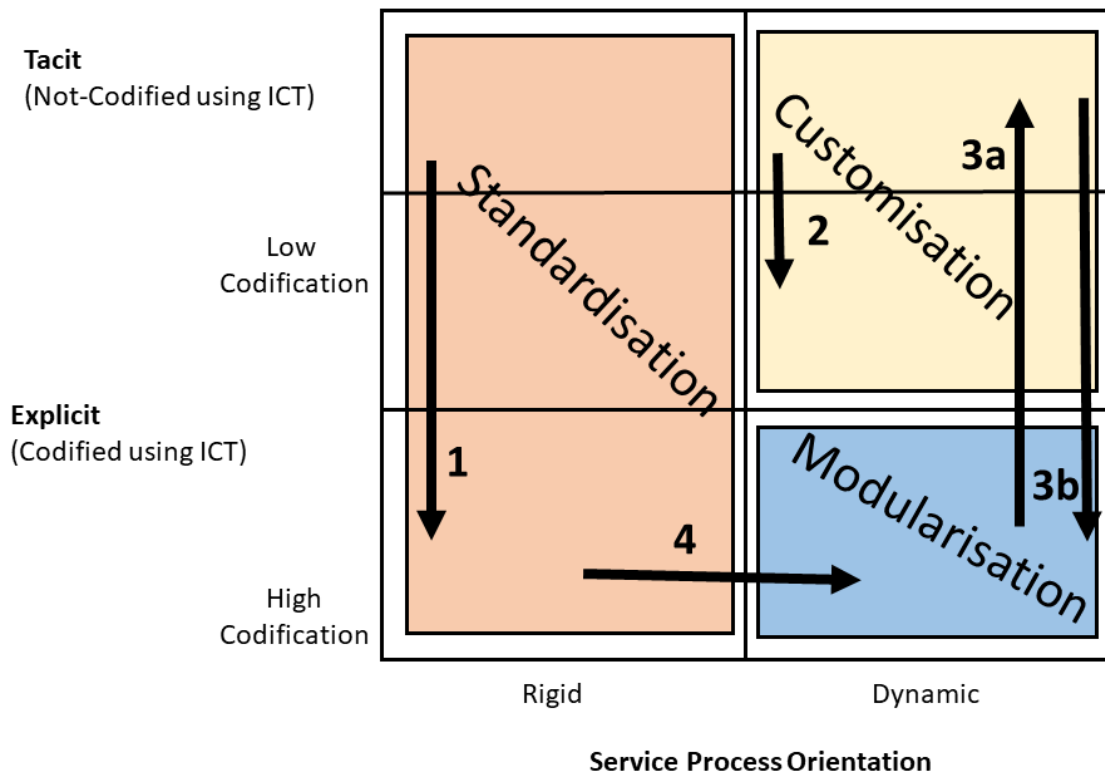 Tacit
(Not-Codified using ICT)
Low
Codification
Explicit
(Codified using ICT)
High
Codification
Standardisation
Customisation
Modularisation
1
2
3a
3b
4
Rigid
Dynamic
Service Process Orientation